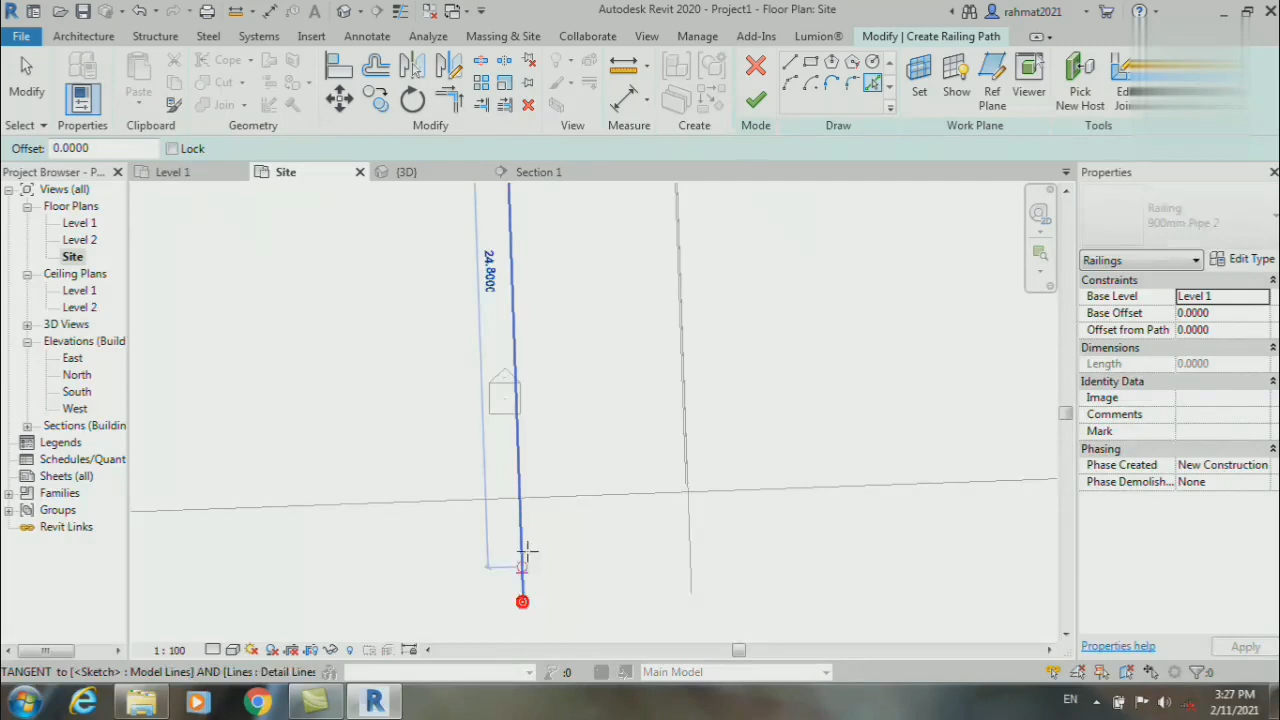 Autodesk Revit 2020 - Project1 - Floor Plan: Site
rahmat2021
File Architecture Structure Steel Systems Insert Annotate Analyze Massing & Site Collaborate View Manage Add-Ins Lumion® Modify | Create Railing Path
Cope
Cut
Join
Modify
Paste
Set Show Ref Plane Viewer Pick New Host
Select Properties Clipboard Geometry Modify View Measure Create Mode Draw Work Plane Tools
Offset: 0.0000 Lock
Project Browser - P...
Level 1 Site {3D} Section 1
Properties
Views (all)
Floor Plans
Level 1
Level 2
Site
Ceiling Plans
Level 1
Level 2
3D Views
Elevations (Build
East
North
South
West
Sections (Buildin
Legends
Schedules/Quant
Sheets (all)
Families
Groups
Revit Links
24.8000
Railing
900mm Pipe 2
Railings Edit Type
Constraints
Base Level Level 1
Base Offset 0.0000
Offset from Path 0.0000
Dimensions
Length 0.0000
Identity Data
Image
Comments
Mark
Phasing
Phase Created New Construction
Phase Demolish... None
Properties help Apply
1 : 100
TANGENT to [<Sketch> : Model Lines] AND [Lines : Detail Lines
:0 Main Model :0
EN
3:27 PM
2/11/2021